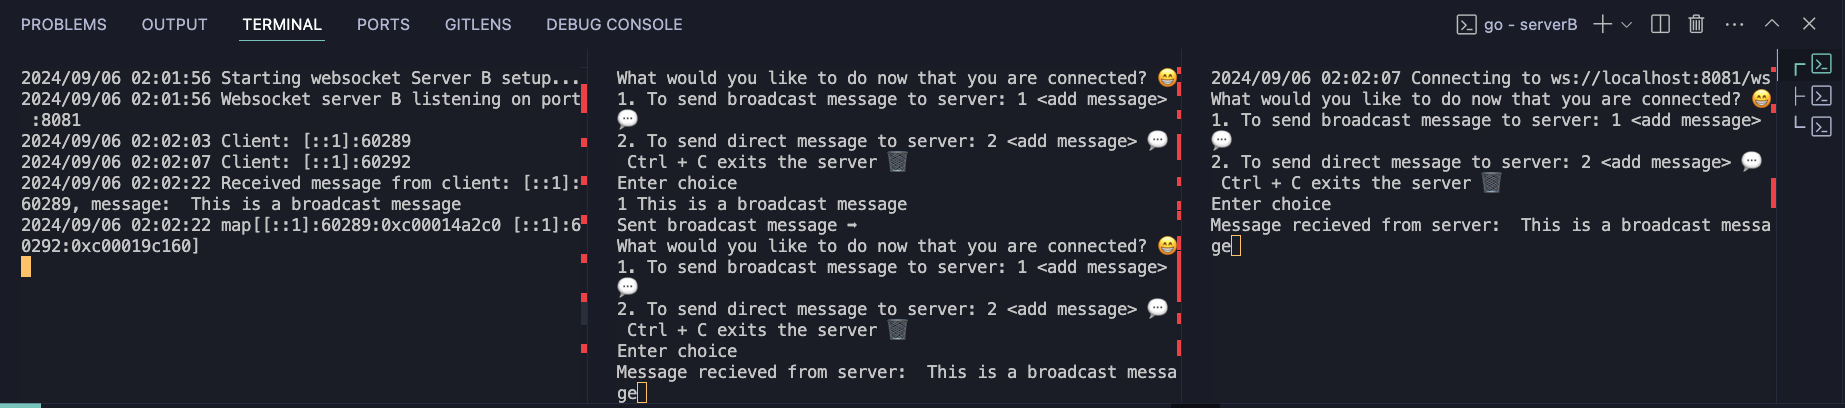 PROBLEMS OUTPUT TERMINAL PORTS GITLENS DEBUG CONSOLE go - serverB
2024/09/06 02:01:56 Starting websocket Server B setup...
2024/09/06 02:01:56 Websocket server B listening on port
:8081
2024/09/06 02:02:03 Client: [::1]:60289
2024/09/06 02:02:07 Client: [::1]:60292
2024/09/06 02:02:22 Received message from client: [::1]:
60289, message:  This is a broadcast message
2024/09/06 02:02:22 map[[::1]:60289:0xc00014a2c0 [::1]:6
0292:0xc00019c160]
What would you like to do now that you are connected? 😁
1. To send broadcast message to server: 1 <add message>
💬
2. To send direct message to server: 2 <add message> 💬
Ctrl + C exits the server 🗑️
Enter choice
1 This is a broadcast message
Sent broadcast message ➡
What would you like to do now that you are connected? 😁
1. To send broadcast message to server: 1 <add message>
💬
2. To send direct message to server: 2 <add message> 💬
Ctrl + C exits the server 🗑️
Enter choice
Message recieved from server:  This is a broadcast messa
ge
2024/09/06 02:02:07 Connecting to ws://localhost:8081/ws
What would you like to do now that you are connected? 😁
1. To send broadcast message to server: 1 <add message>
💬
2. To send direct message to server: 2 <add message> 💬
Ctrl + C exits the server 🗑️
Enter choice
Message recieved from server:  This is a broadcast messa
ge